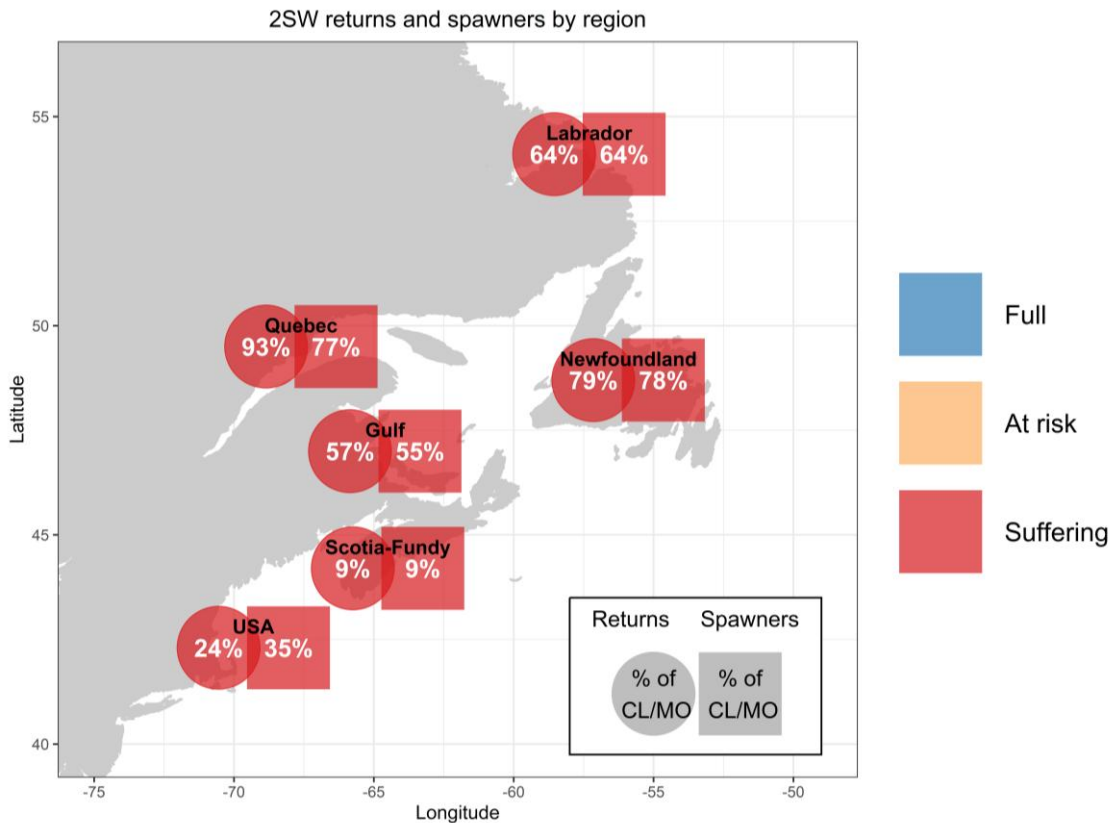 2SW returns and spawners by region
55
50
45
40
Latitude
-75
-70
-65
-60
-55
-50
Longitude
Labrador
64% 64%
Quebec
93% 77%
Newfoundland
79% 78%
Gulf
57% 55%
Scotia-Fundy
9% 9%
USA
24% 35%
Returns Spawners
% of % of
CL/MO CL/MO
Full
At risk
Suffering